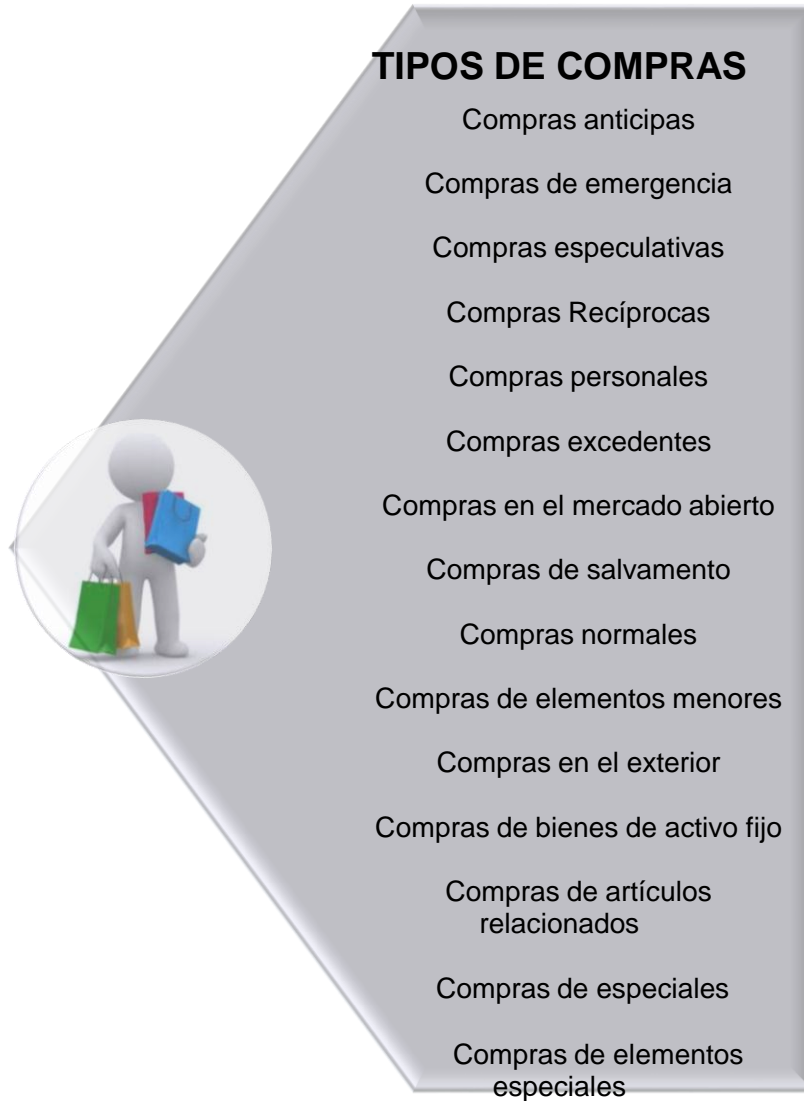 TIPOS DE COMPRAS
Compras anticipas
Compras de emergencia
Compras especulativas
Compras Recíprocas
Compras personales
Compras excedentes
Compras en el mercado abierto
Compras de salvamento
Compras normales
Compras de elementos menores
Compras en el exterior
Compras de bienes de activo fijo
Compras de artículos
relacionados
Compras de especiales
Compras de elementos
especiales